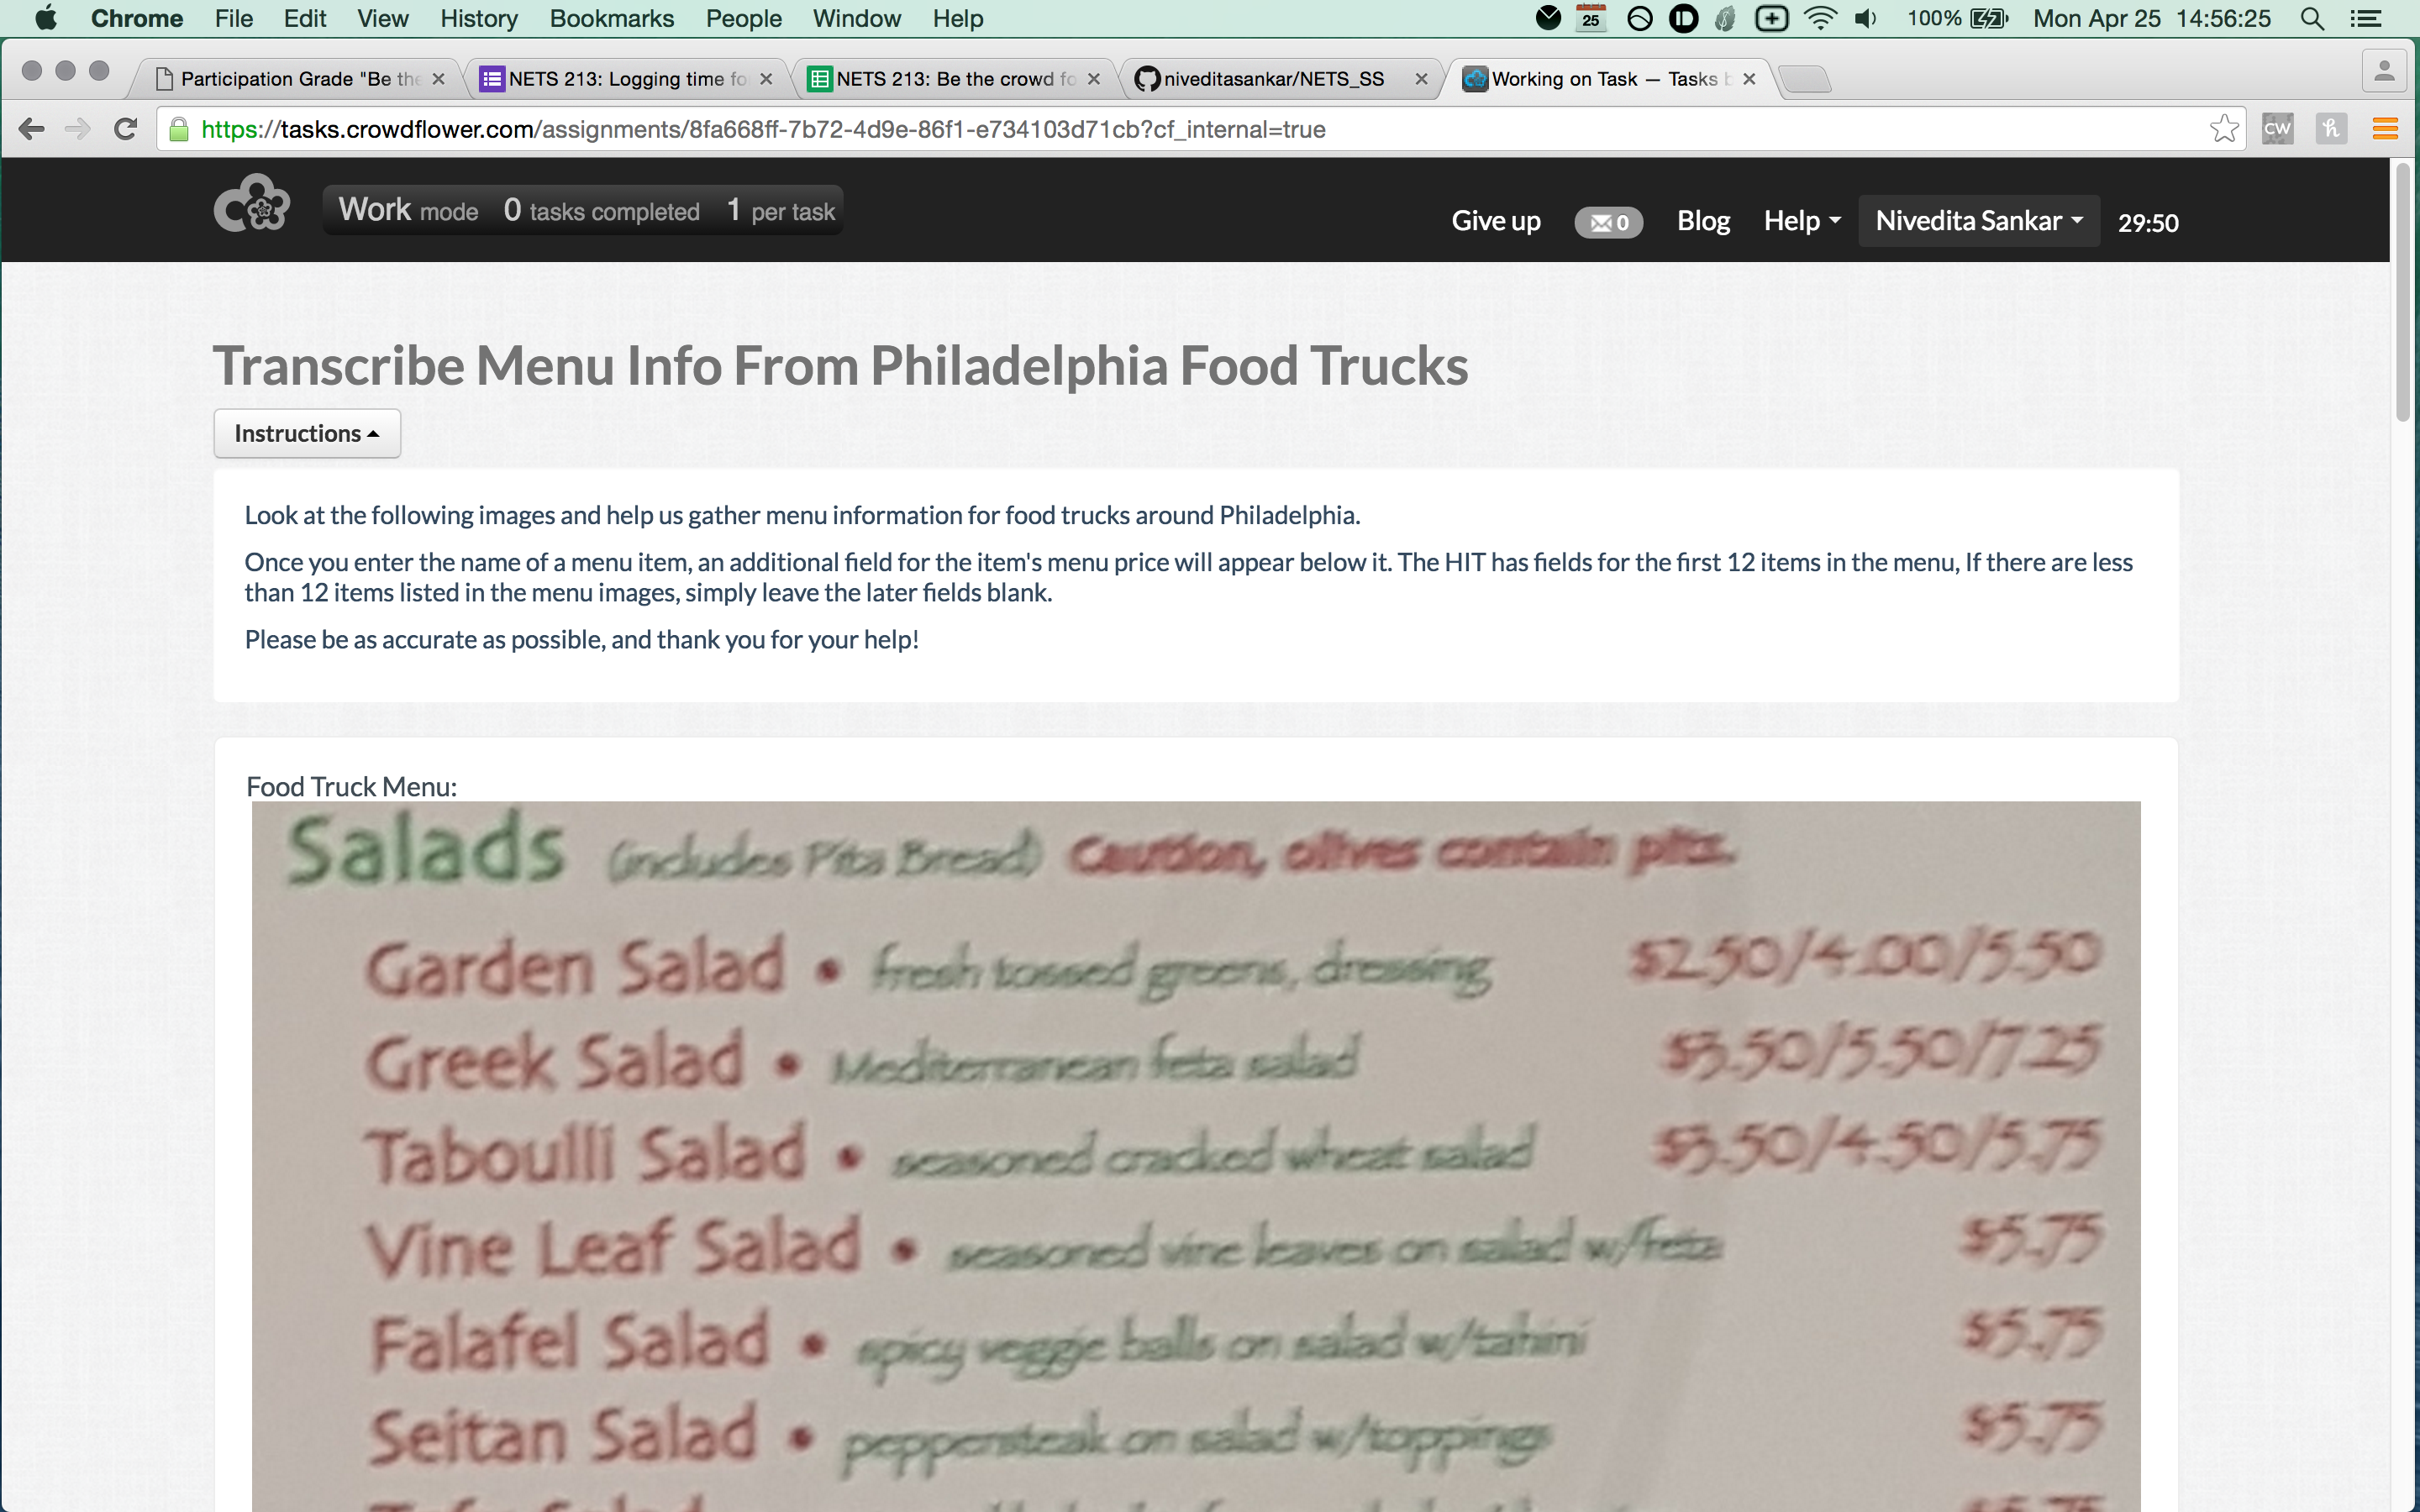 Chrome File Edit View History Bookmarks People Window Help 25 100% Mon Apr 25 14:56:25
Participation Grade "Be the NETS 213: Logging time fo NETS 213: Be the crowd fo niveditasankar/NETS_SS Working on Task — Tasks b
https://tasks.crowdflower.com/assignments/8fa668ff-7b72-4d9e-86f1-e734103d71cb?cf_internal=true CW h
Work mode 0 tasks completed 1 per task Give up 0 Blog Help Nivedita Sankar 29:50
Transcribe Menu Info From Philadelphia Food Trucks
Instructions
Look at the following images and help us gather menu information for food trucks around Philadelphia.
Once you enter the name of a menu item, an additional field for the item's menu price will appear below it. The HIT has fields for the first 12 items in the menu, If there are less
than 12 items listed in the menu images, simply leave the later fields blank.
Please be as accurate as possible, and thank you for your help!
Food Truck Menu:
Salads (includes Pita Bread) Caution, olives contain pits.
Garden Salad • fresh tossed greens, dressing $2.50/4.00/5.50
Greek Salad • Mediterranean feta salad $3.50/5.50/7.25
Taboulli Salad • seasoned cracked wheat salad $3.50/4.50/5.75
Vine Leaf Salad • seasoned vine leaves on salad w/feta $5.75
Falafel Salad • spicy veggie balls on salad w/tahini $5.75
Seitan Salad • peppersteak on salad w/toppings $5.75